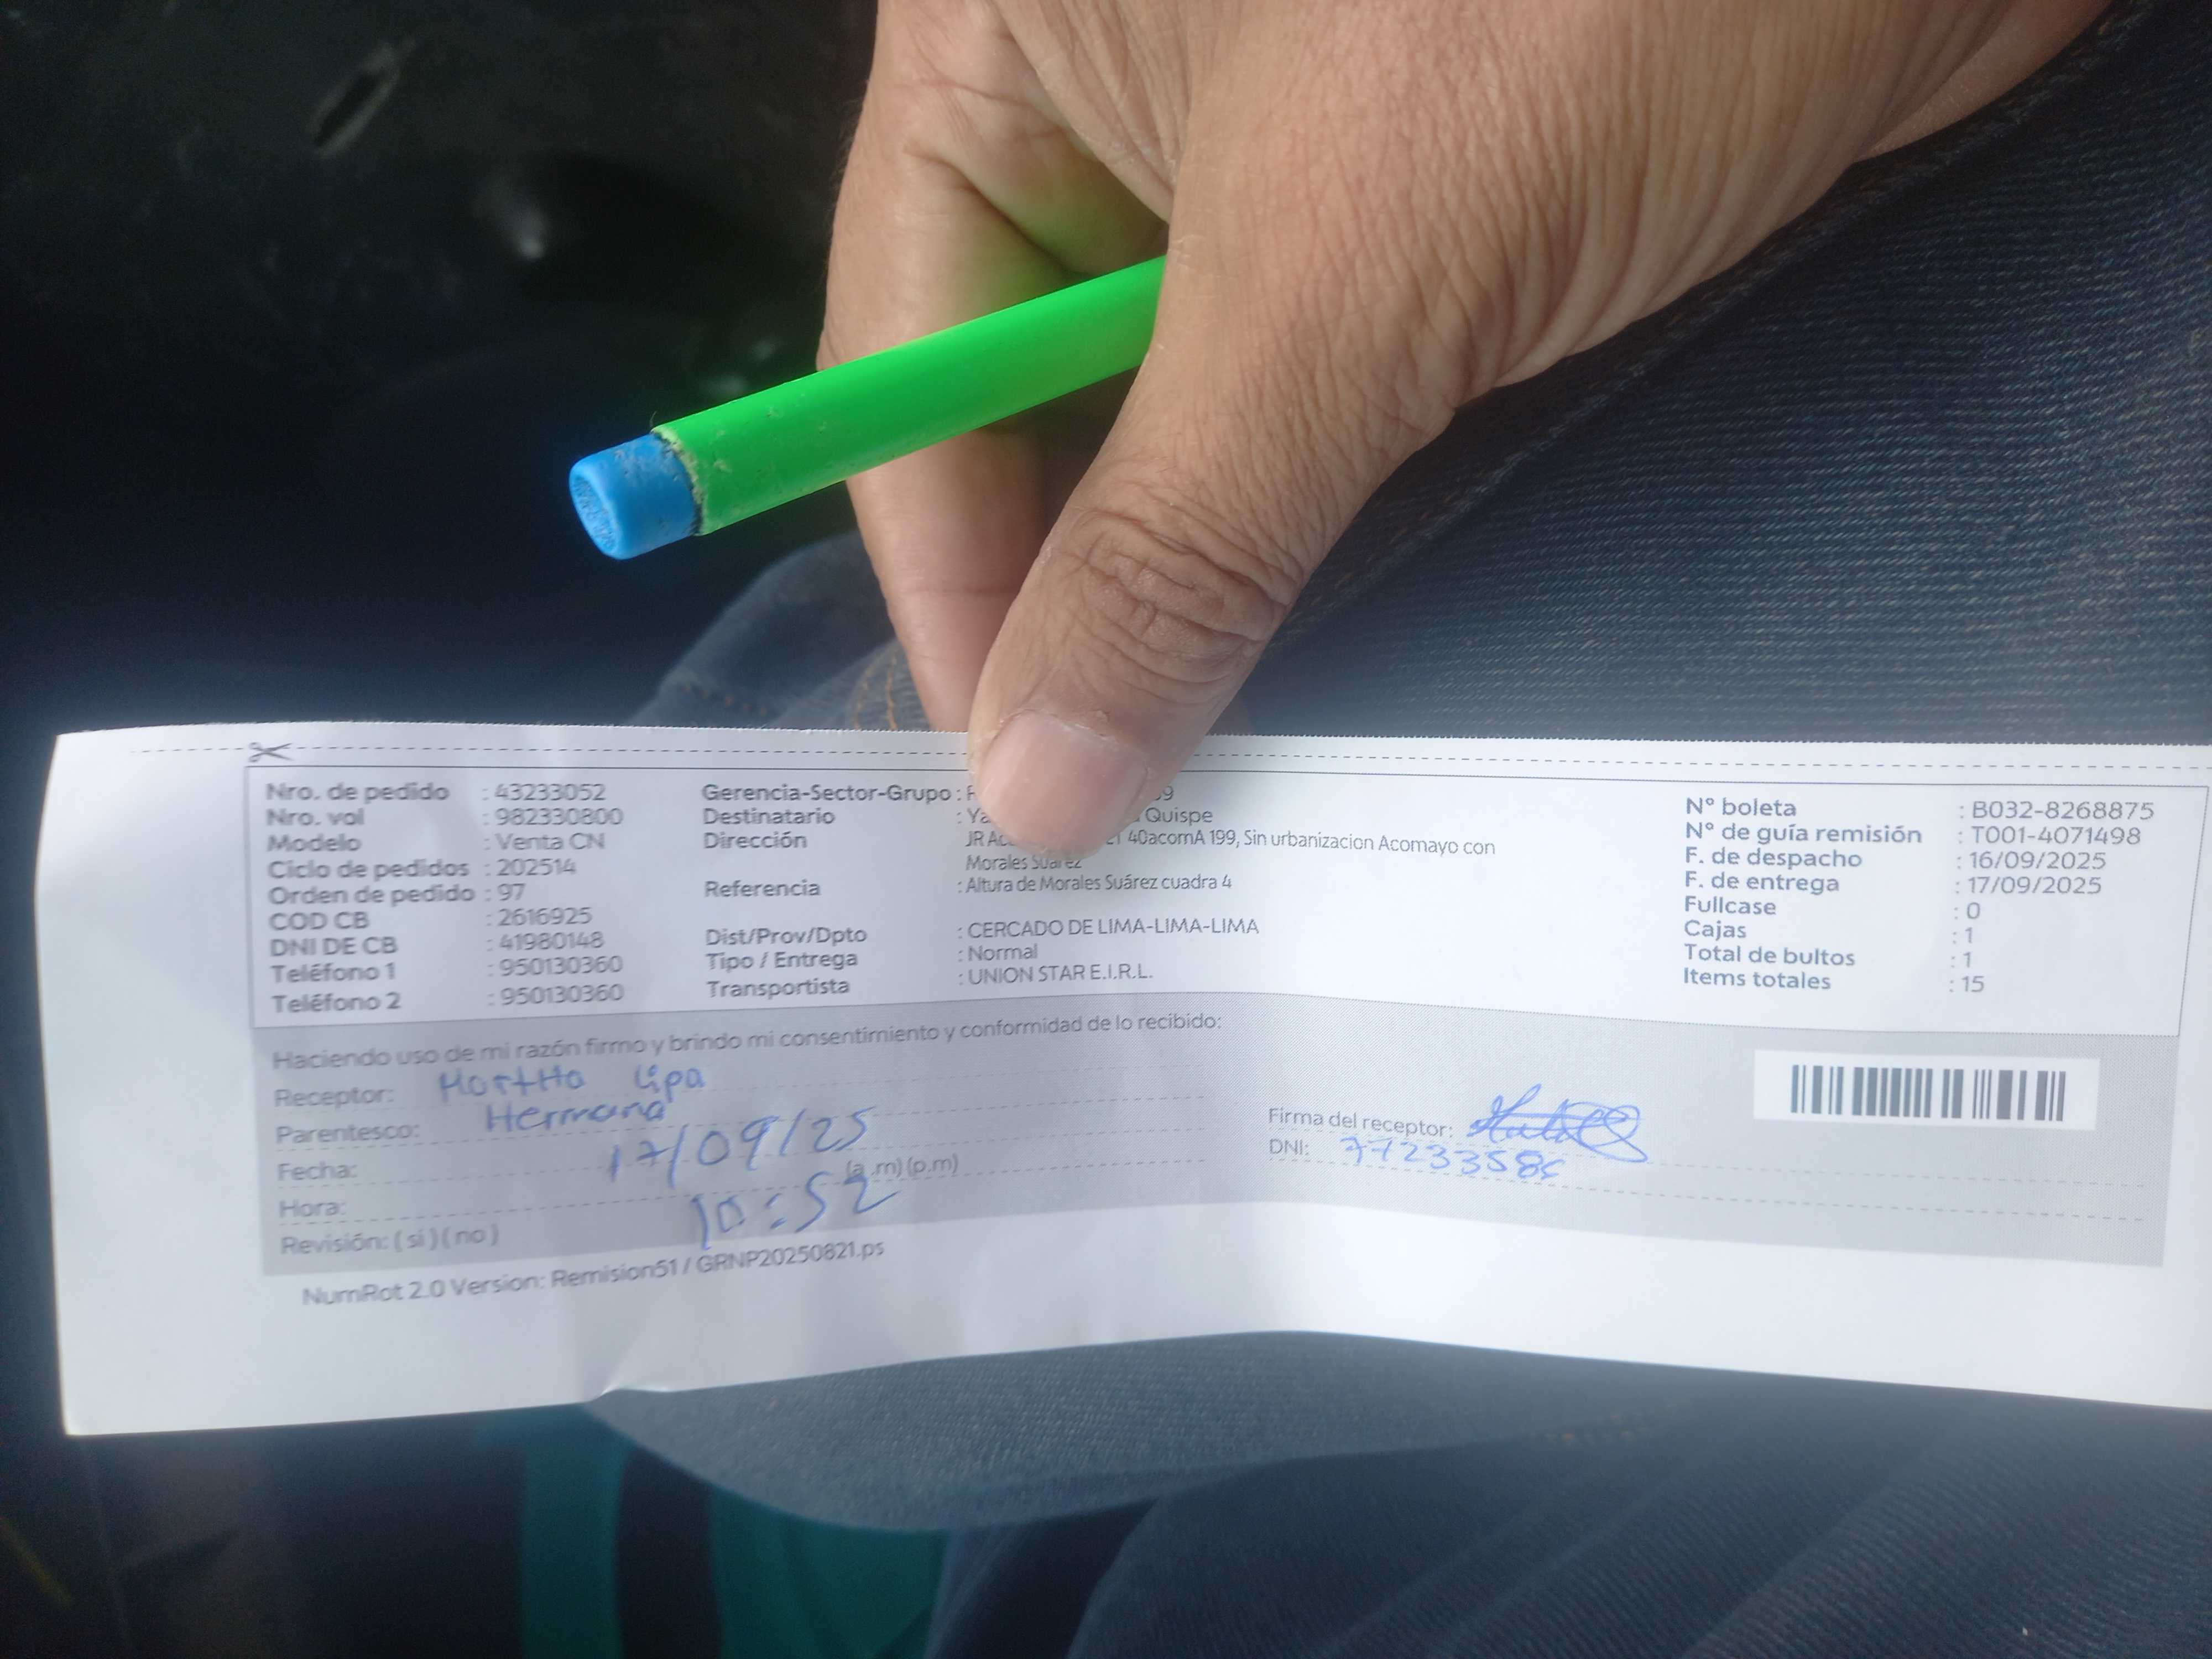 Nro. de pedido : 43233052
Nro. vol : 982330800
Modelo : Venta CN
Ciclo de pedidos : 202514
Orden de pedido : 97
COD CB : 2616925
DNI DE CB : 41980148
Teléfono 1 : 950130360
Teléfono 2 : 950130360
Gerencia-Sector-Grupo :
Destinatario : Quispe
Dirección JR 40acomA 199, Sin urbanizacion Acomayo con
Morales Suárez
Referencia : Altura de Morales Suárez cuadra 4
Dist/Prov/Dpto : CERCADO DE LIMA-LIMA-LIMA
Tipo / Entrega : Normal
Transportista : UNION STAR E.I.R.L.
N° boleta : B032-8268875
N° de guía remisión : T001-4071498
F. de despacho : 16/09/2025
F. de entrega : 17/09/2025
Fullcase : 0
Cajas : 1
Total de bultos : 1
Items totales : 15
Haciendo uso de mi razón firmo y brindo mi consentimiento y conformidad de lo recibido:
Receptor: Lipa
Parentesco: Hermana
Fecha: 17/09/25
Hora: 10:52 (a.m) (p.m)
Revisión: ( si ) ( no )
Firma del receptor:
DNI:
NumRot 2.0 Version: Remision51 / GRNP20250821.ps